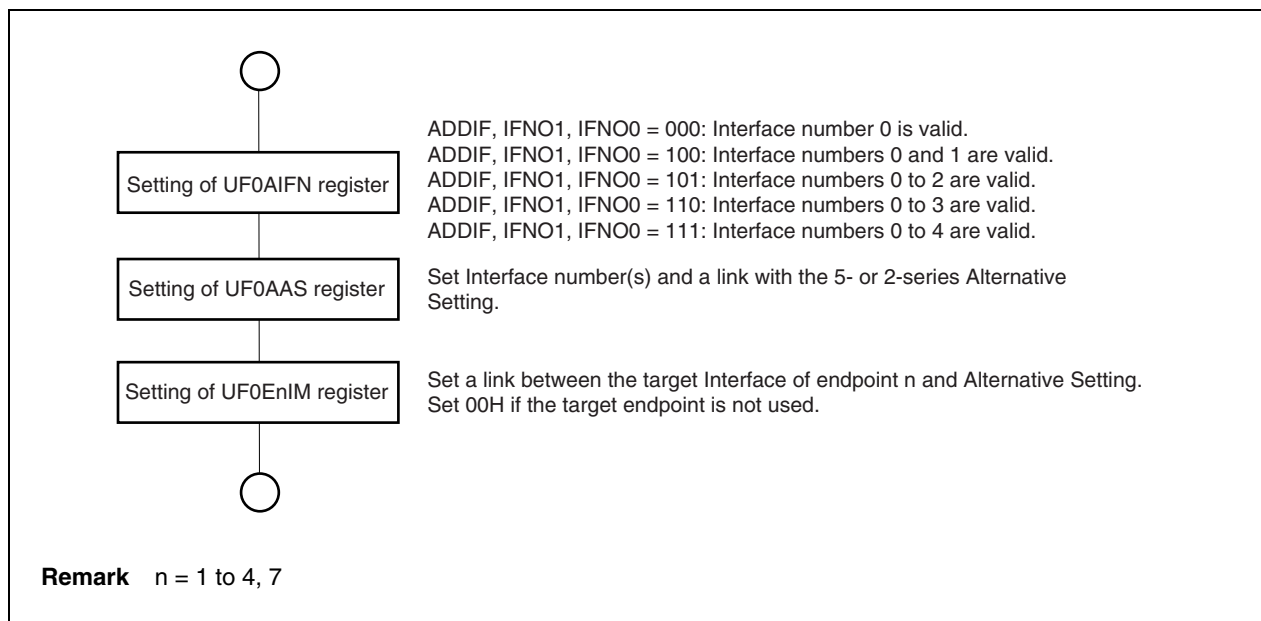 ADDIF, IFNO1, IFNO0 = 000: Interface number 0 is valid.
ADDIF, IFNO1, IFNO0 = 100: Interface numbers 0 and 1 are valid.
Setting of UF0AIFN register
ADDIF, IFNO1, IFNO0 = 101: Interface numbers 0 to 2 are valid.
ADDIF, IFNO1, IFNO0 = 110: Interface numbers 0 to 3 are valid.
ADDIF, IFNO1, IFNO0 = 111: Interface numbers 0 to 4 are valid.
Setting of UF0AAS register
Set Interface number(s) and a link with the 5- or 2-series Alternative
Setting.
Setting of UF0EnIM register
Set a link between the target Interface of endpoint n and Alternative Setting.
Set 00H if the target endpoint is not used.
Remark n = 1 to 4, 7